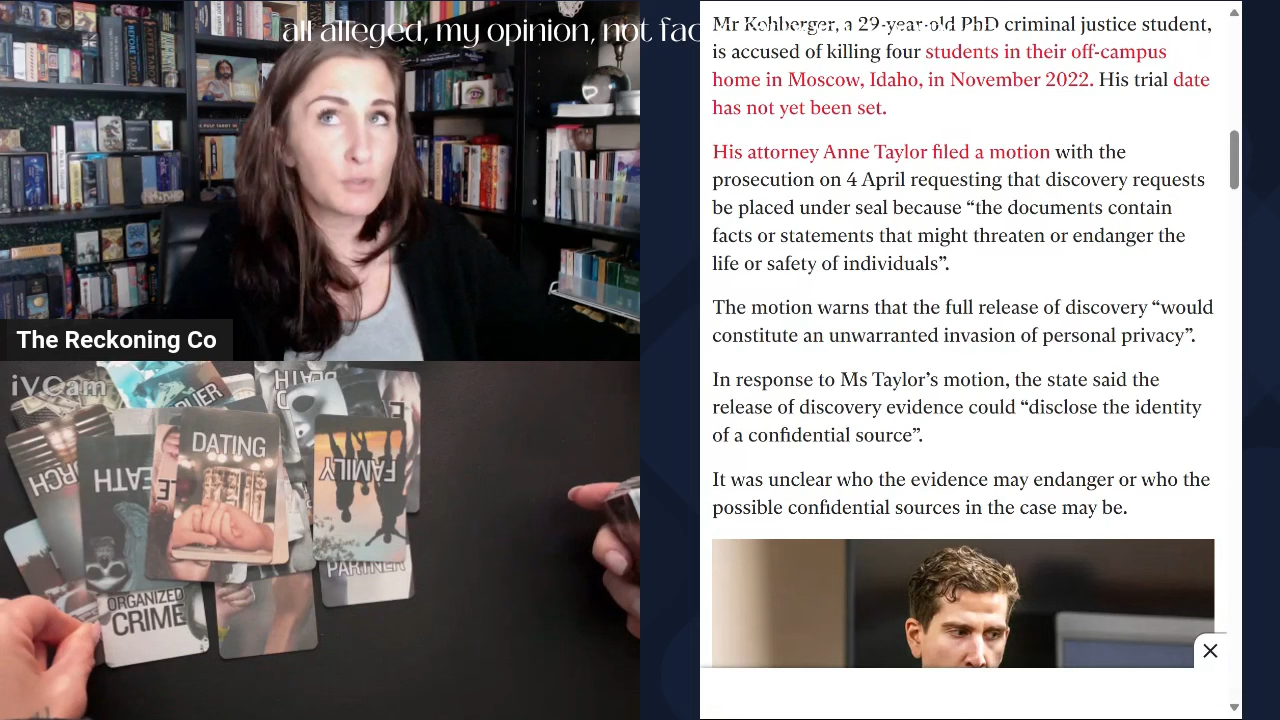 all alleged, my opinion, not fac
The Reckoning Co
iVCam
DATING
FAMILY
DEATH
PARTNER
ORGANIZED
CRIME
Mr Kohberger, a 29-year-old PhD criminal justice student,
is accused of killing four students in their off-campus
home in Moscow, Idaho, in November 2022. His trial date
has not yet been set.
His attorney Anne Taylor filed a motion with the
prosecution on 4 April requesting that discovery requests
be placed under seal because “the documents contain
facts or statements that might threaten or endanger the
life or safety of individuals”.
The motion warns that the full release of discovery “would
constitute an unwarranted invasion of personal privacy”.
In response to Ms Taylor’s motion, the state said the
release of discovery evidence could “disclose the identity
of a confidential source”.
It was unclear who the evidence may endanger or who the
possible confidential sources in the case may be.